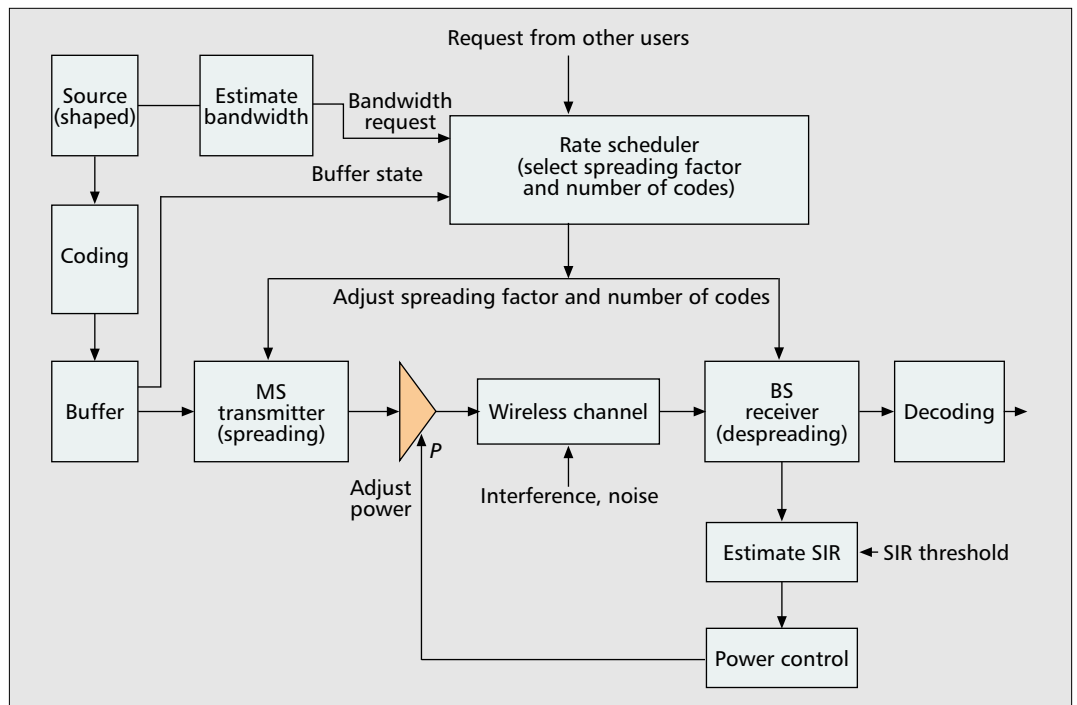 Request from other users
Source
(shaped)
Estimate
bandwidth
Bandwidth
request
Rate scheduler
(select spreading factor
and number of codes)
Buffer state
Coding
Adjust spreading factor and number of codes
Buffer
MS
transmitter
(spreading)
P
Wireless channel
BS
receiver
(despreading)
Decoding
Adjust
power
Interference, noise
Estimate SIR
SIR threshold
Power control